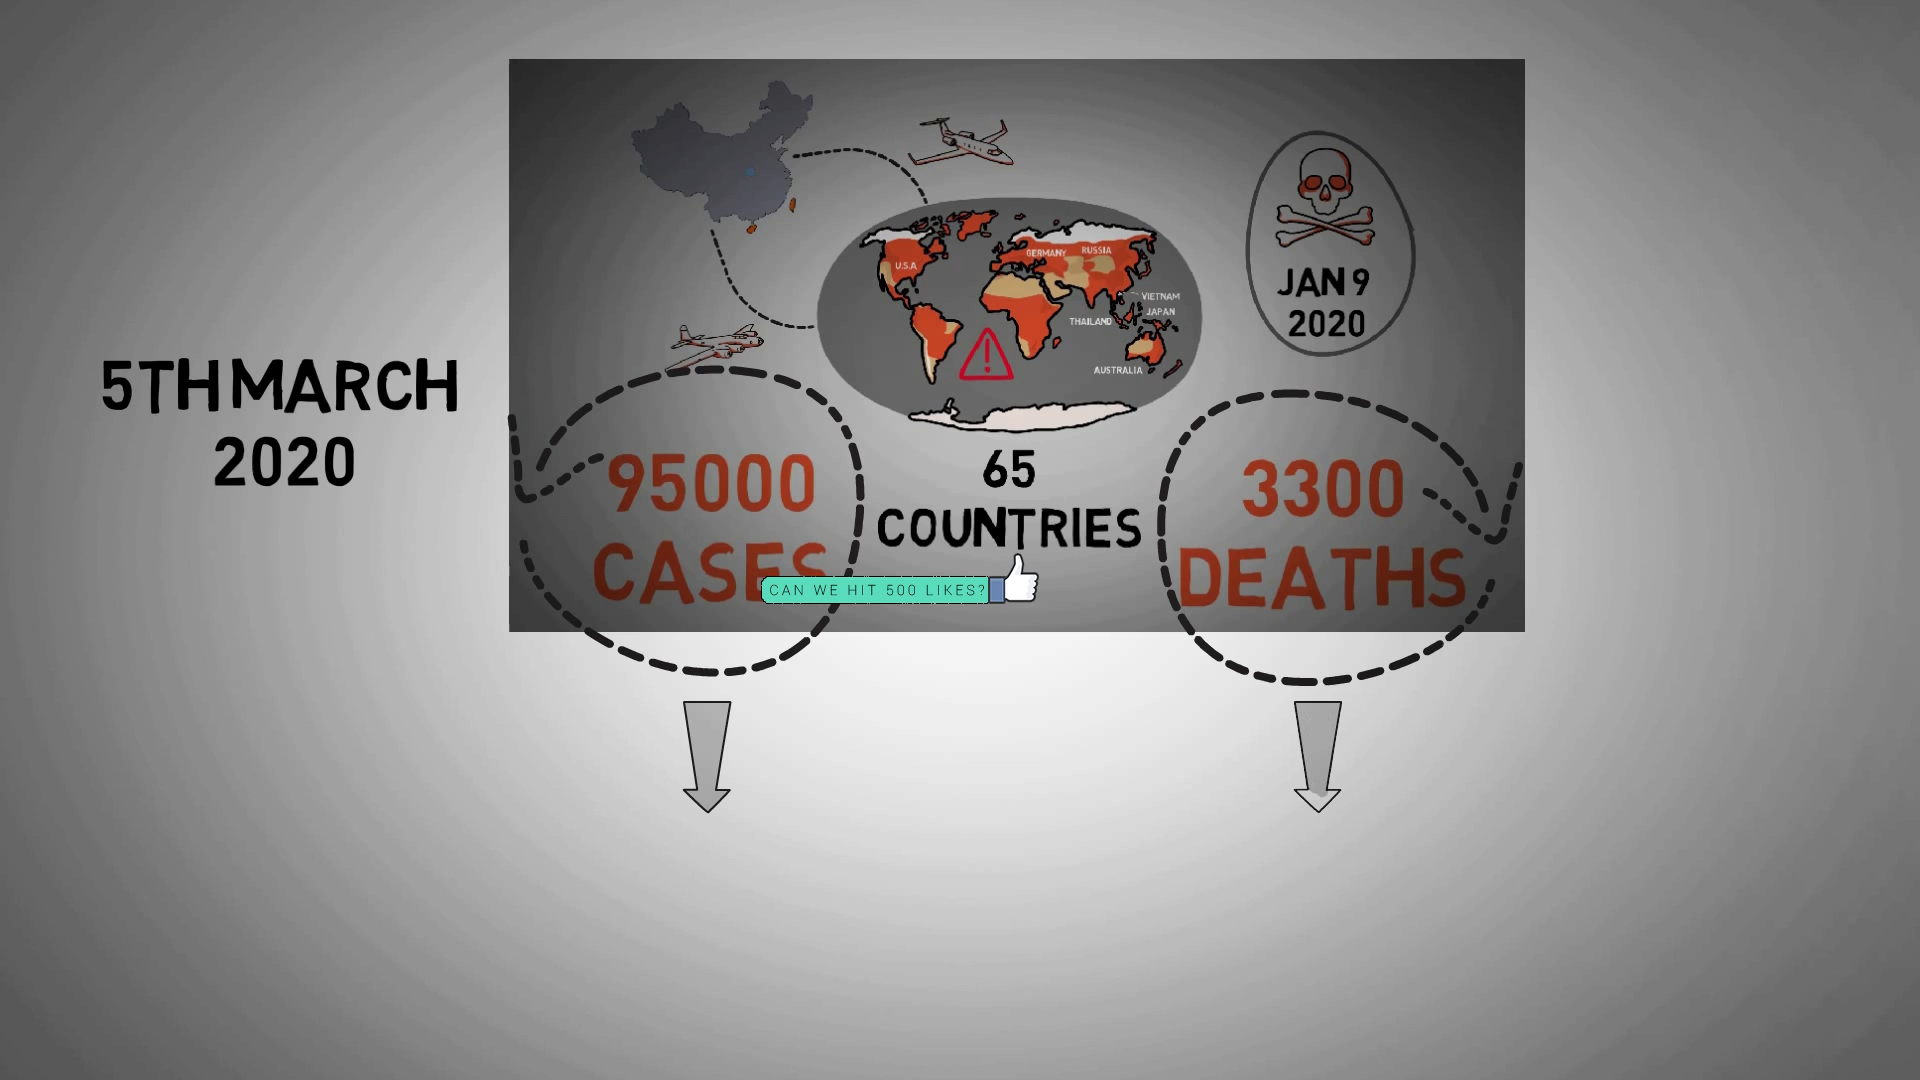 5TH MARCH
2020
U.S.A
GERMANY
RUSSIA
VIETNAM
JAPAN
THAILAND
AUSTRALIA
JAN 9
2020
95000
CASES
65
COUNTRIES
3300
DEATHS
CAN WE HIT 500 LIKES?